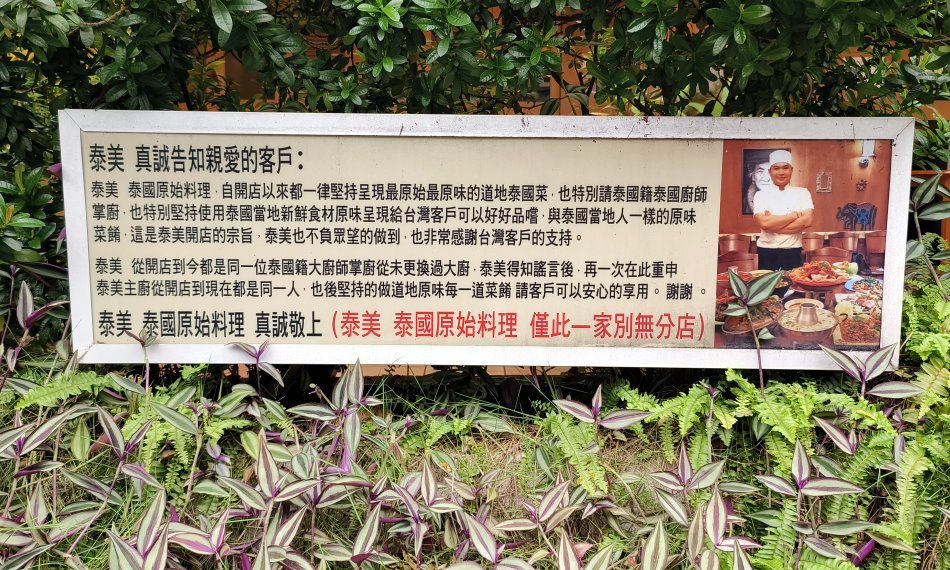 泰美 真誠告知親愛的客戶：
泰美 泰國原始料理，自開店以來都一律堅持呈現最原始最原味的道地泰國菜，也特別請泰國籍泰國廚師
掌廚，也特別堅持使用泰國當地新鮮食材原味呈現給台灣客戶可以好好品嚐，與泰國當地人一樣的原味
菜餚，這是泰美開店的宗旨，泰美也不負眾望的做到，也非常感謝台灣客戶的支持。
泰美 從開店到今都是同一位泰國籍大廚師掌廚從未更換過大廚，泰美得知謠言後，再一次在此重申
泰美主廚從開店到現在都是同一人，也後堅持的做道地原味每一道菜餚 請客戶可以安心的享用。 謝謝 。
泰美 泰國原始料理 真誠敬上 (泰美 泰國原始料理 僅此一家別無分店)